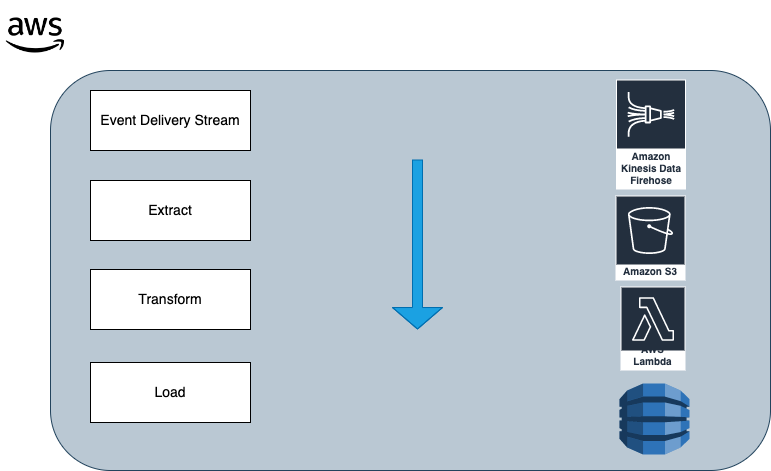 aws
Event Delivery Stream
Amazon
Kinesis Data
Firehose
Extract
Amazon S3
Transform
AWS
Lambda
Load